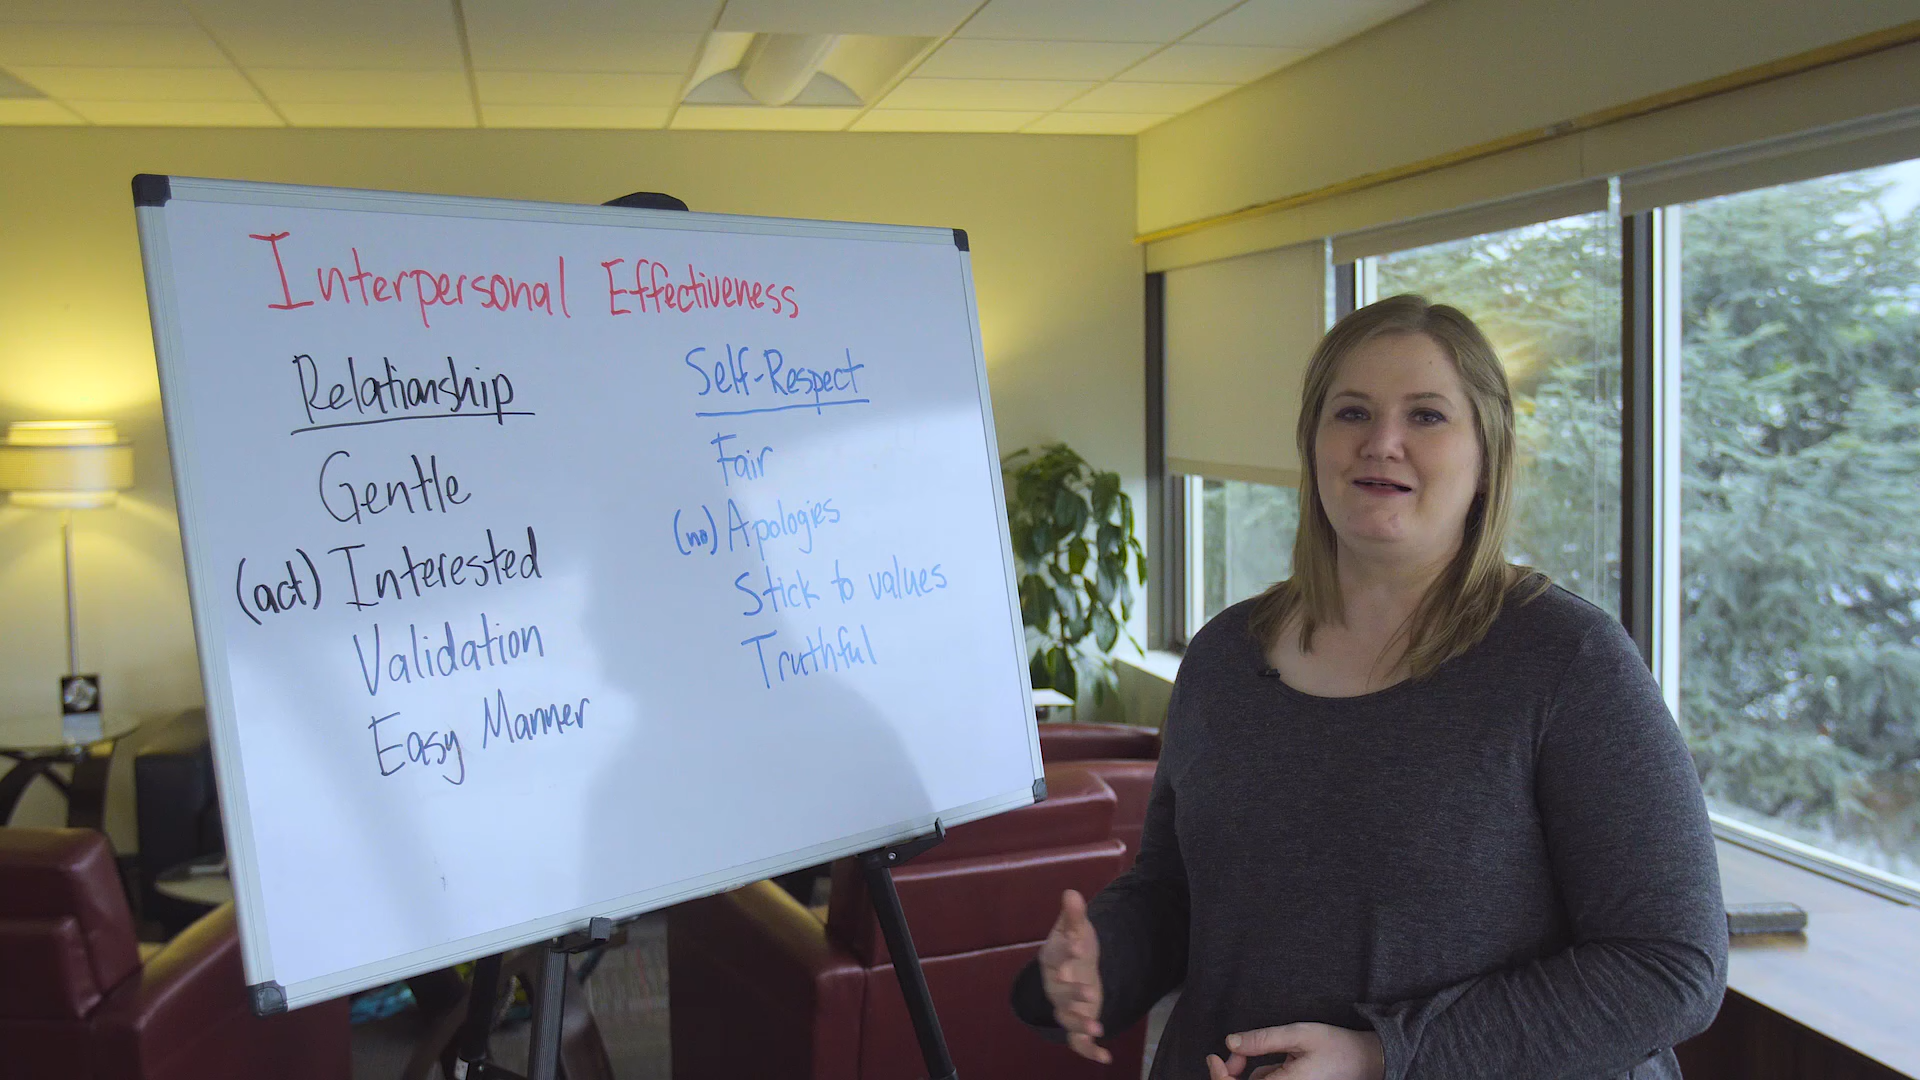 Interpersonal Effectiveness
Relationship
Gentle
(act) Interested
Validation
Easy Manner
Self-Respect
Fair
(no) Apologies
Stick to values
Truthful